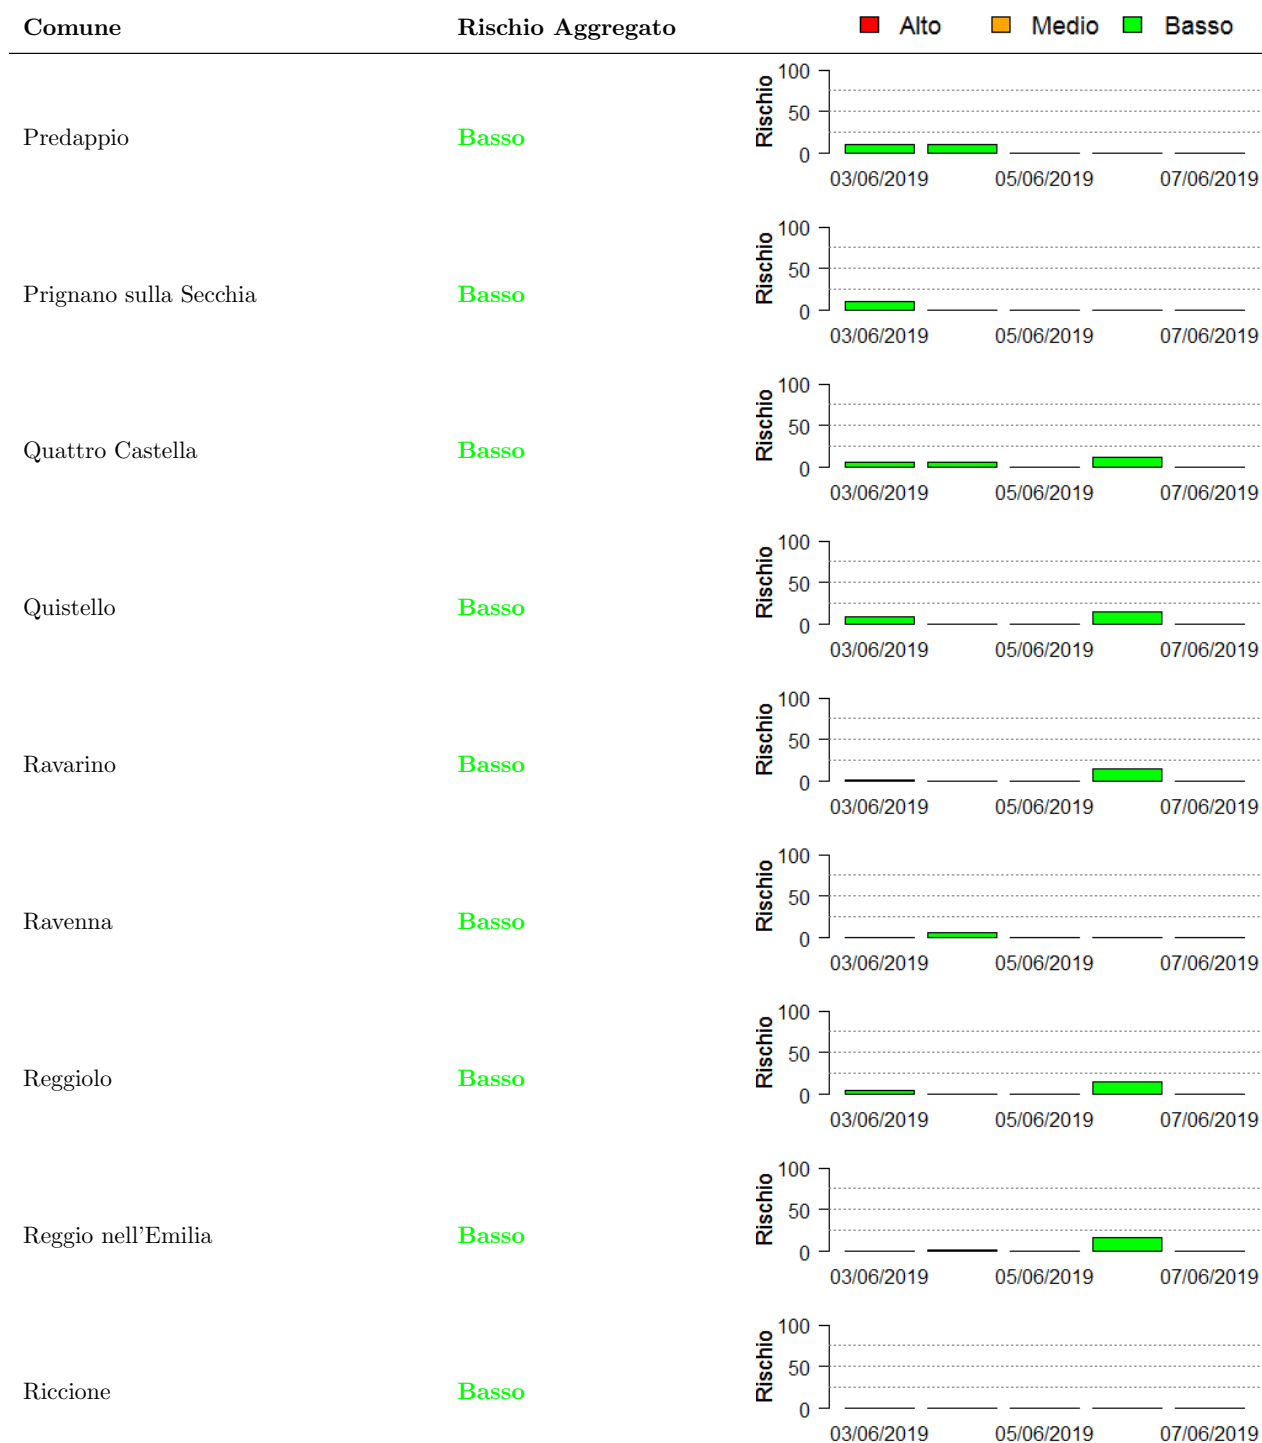 Comune Rischio Aggregato Alto Medio Basso
Predappio Basso Rischio 100 50 0
03/06/2019 05/06/2019 07/06/2019
Prignano sulla Secchia Basso Rischio 100 50 0
03/06/2019 05/06/2019 07/06/2019
Quattro Castella Basso Rischio 100 50 0
03/06/2019 05/06/2019 07/06/2019
Quistello Basso Rischio 100 50 0
03/06/2019 05/06/2019 07/06/2019
Ravarino Basso Rischio 100 50 0
03/06/2019 05/06/2019 07/06/2019
Ravenna Basso Rischio 100 50 0
03/06/2019 05/06/2019 07/06/2019
Reggiolo Basso Rischio 100 50 0
03/06/2019 05/06/2019 07/06/2019
Reggio nell'Emilia Basso Rischio 100 50 0
03/06/2019 05/06/2019 07/06/2019
Riccione Basso Rischio 100 50 0
03/06/2019 05/06/2019 07/06/2019